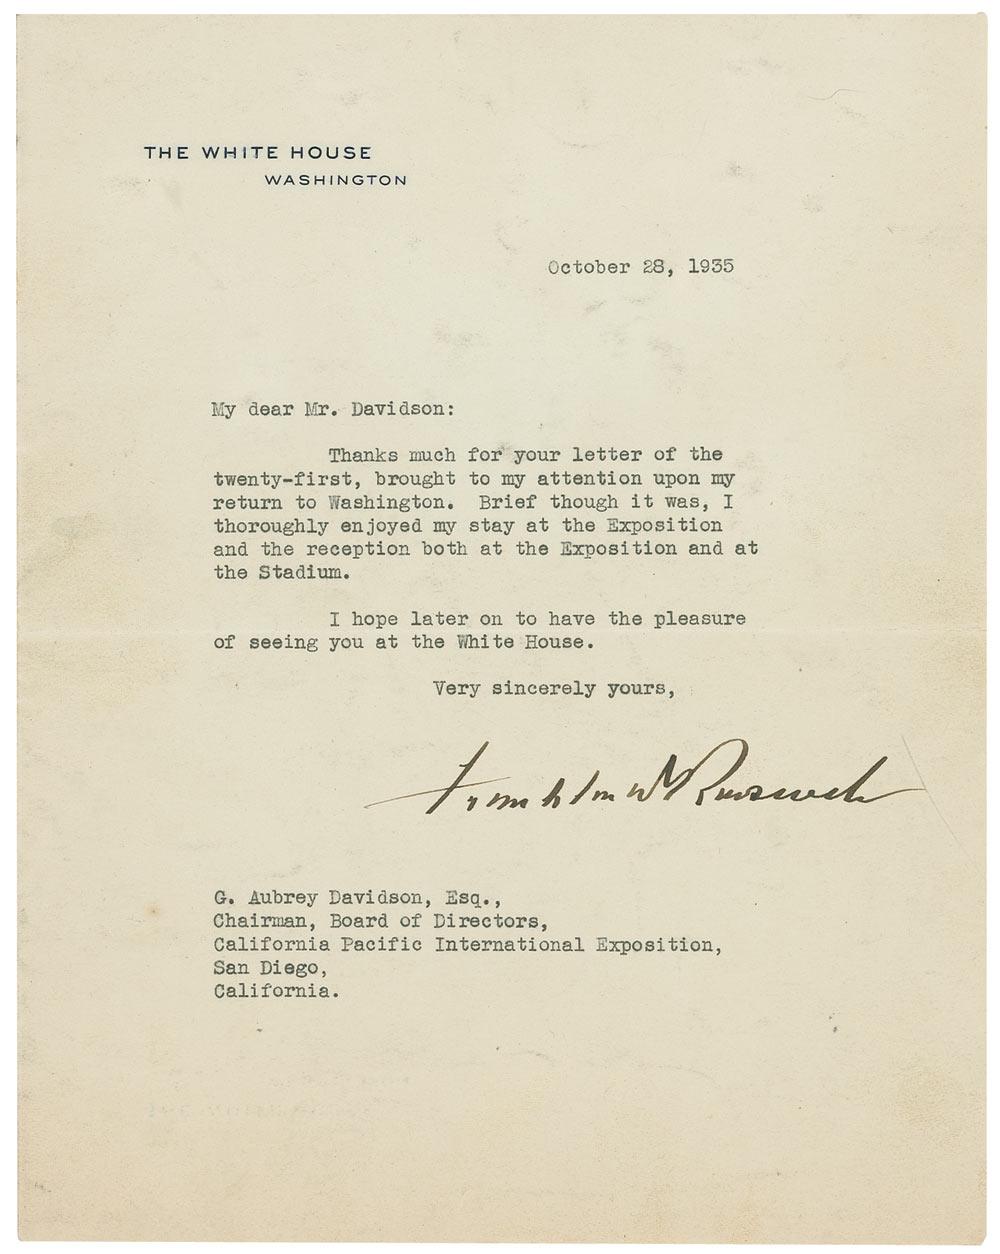 THE WHITE HOUSE
WASHINGTON
October 28, 1935
My dear Mr. Davidson:
Thanks much for your letter of the
twenty-first, brought to my attention upon my
return to Washington. Brief though it was, I
thoroughly enjoyed my stay at the Exposition
and the reception both at the Exposition and at
the Stadium.
I hope later on to have the pleasure
of seeing you at the White House.
Very sincerely yours,
Franklin D Roosevelt
G. Aubrey Davidson, Esq.,
Chairman, Board of Directors,
California Pacific International Exposition,
San Diego,
California.